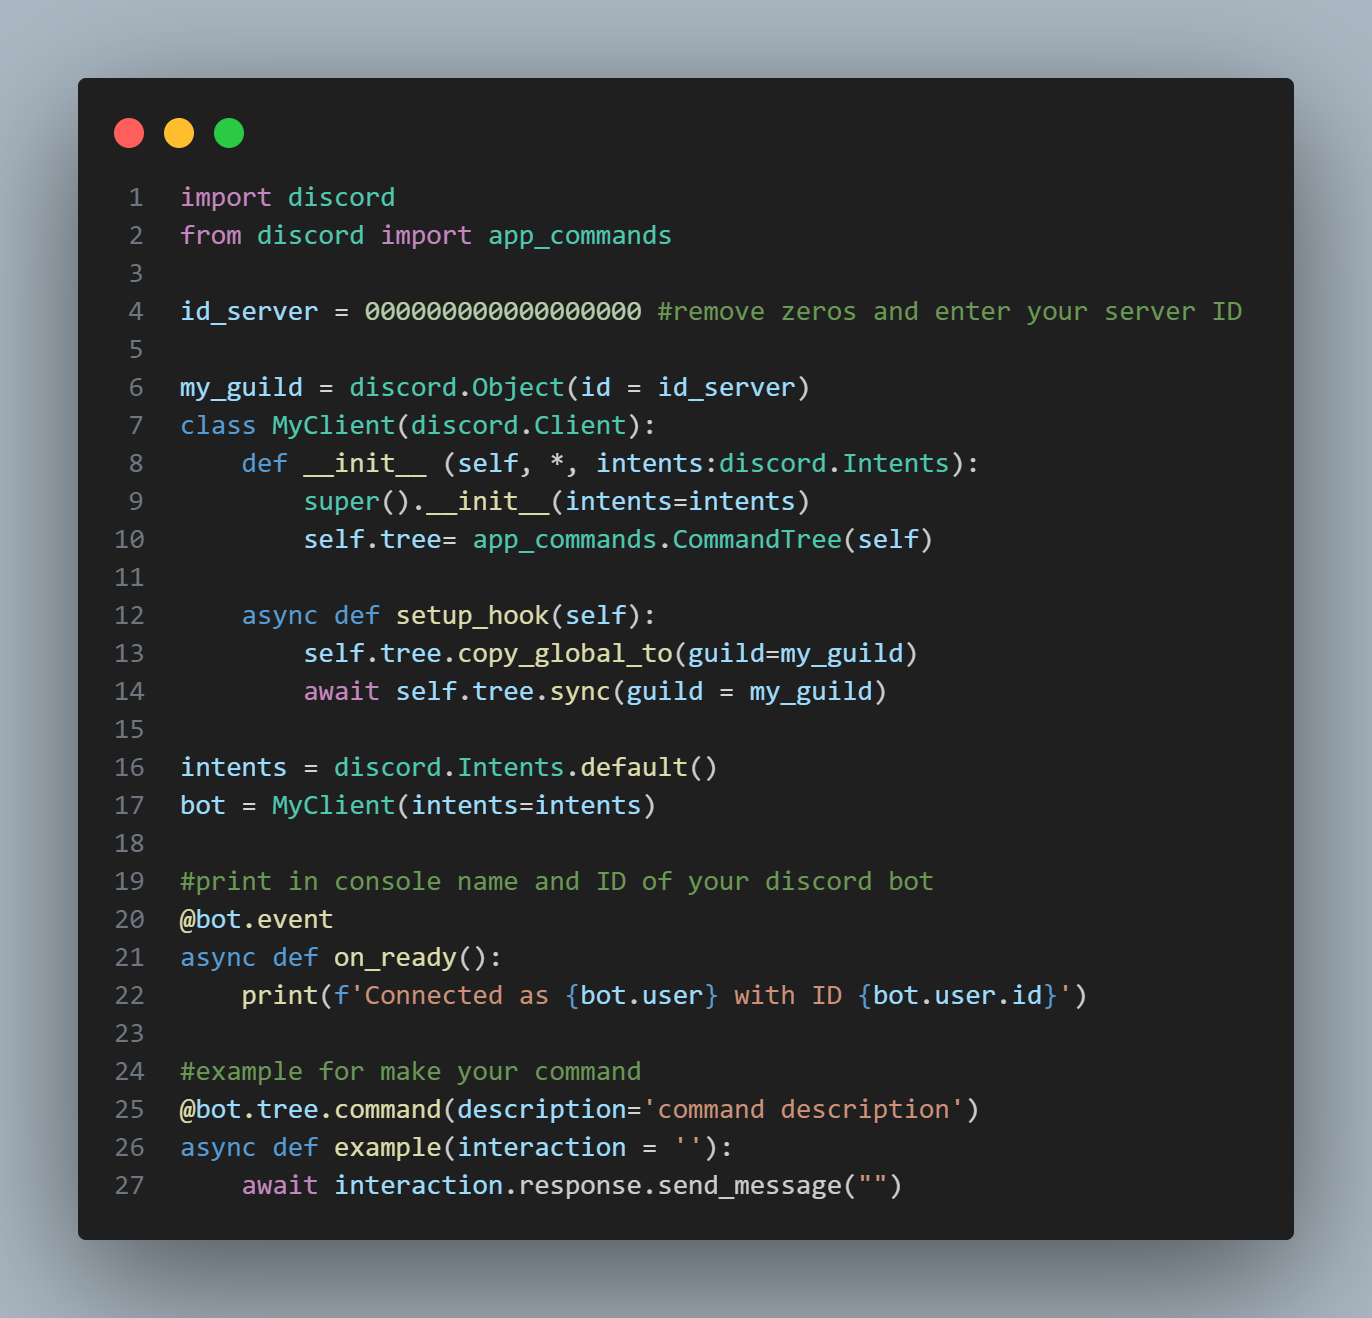 1 import discord
2 from discord import app_commands
3
4 id_server = 000000000000000000 #remove zeros and enter your server ID
5
6 my_guild = discord.Object(id = id_server)
7 class MyClient(discord.Client):
8     def __init__ (self, *, intents:discord.Intents):
9         super().__init__(intents=intents)
10         self.tree= app_commands.CommandTree(self)
11
12     async def setup_hook(self):
13         self.tree.copy_global_to(guild=my_guild)
14         await self.tree.sync(guild = my_guild)
15
16 intents = discord.Intents.default()
17 bot = MyClient(intents=intents)
18
19 #print in console name and ID of your discord bot
20 @bot.event
21 async def on_ready():
22     print(f'Connected as {bot.user} with ID {bot.user.id}')
23
24 #example for make your command
25 @bot.tree.command(description='command description')
26 async def example(interaction = ''):
27     await interaction.response.send_message("")